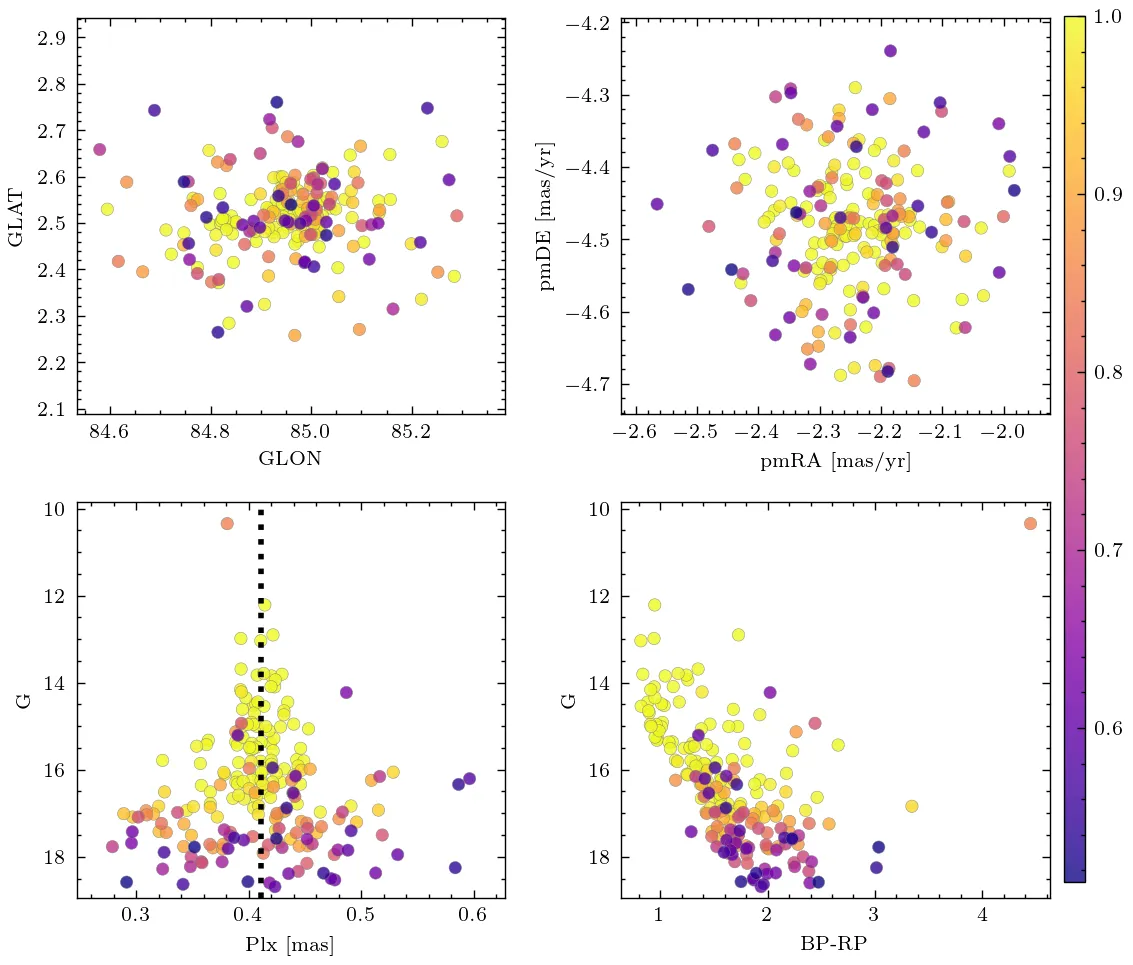 2.9
2.8
2.7
2.6
2.5
2.4
2.3
2.2
2.1
GLAT
84.6 84.8 85.0 85.2
GLON
−4.2
−4.3
−4.4
−4.5
−4.6
−4.7
pmDE [mas/yr]
−2.6 −2.5 −2.4 −2.3 −2.2 −2.1 −2.0
pmRA [mas/yr]
10
12
14
16
18
G
0.3 0.4 0.5 0.6
Plx [mas]
10
12
14
16
18
G
1 2 3 4
BP-RP
1.0
0.9
0.8
0.7
0.6